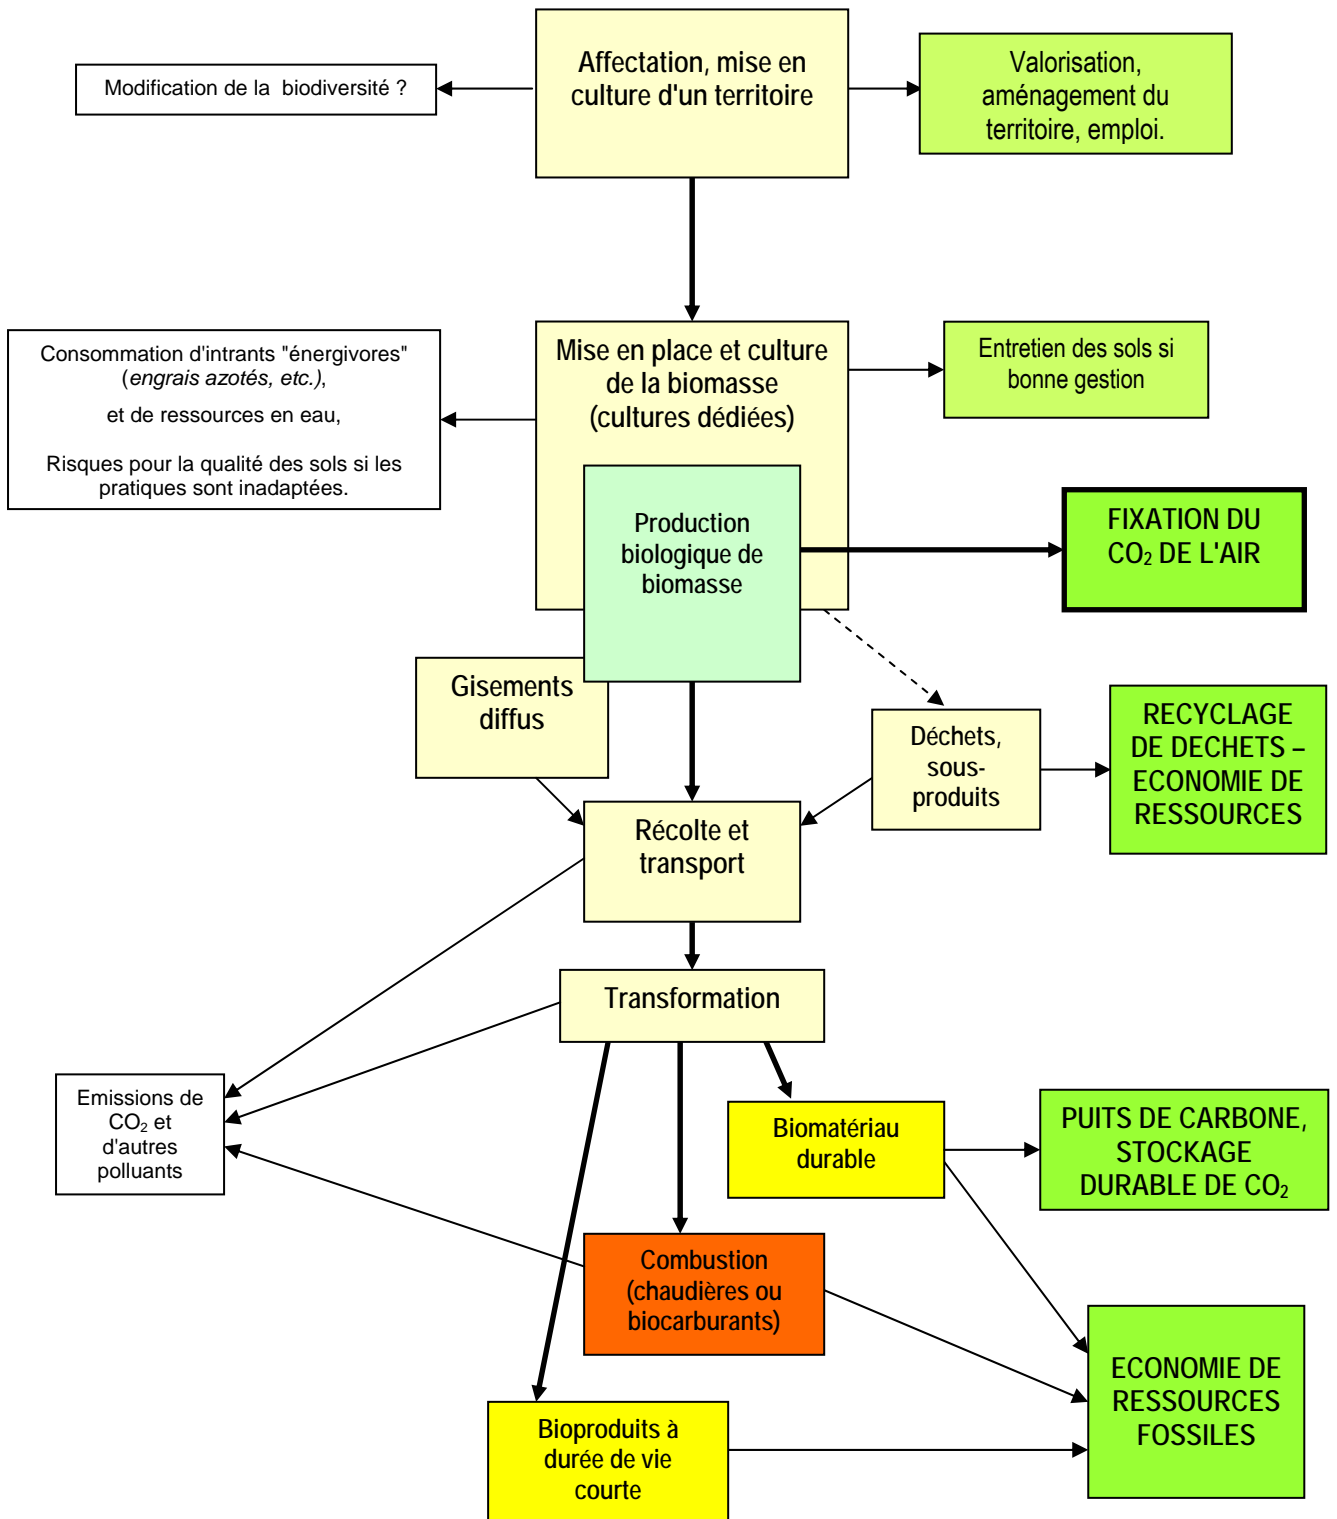 Affectation, mise en
culture d'un territoire
Modification de la  biodiversité ?
Valorisation,
aménagement du
territoire, emploi.
Mise en place et culture
de la biomasse
(cultures dédiées)
Consommation d'intrants "énergivores"
(engrais azotés, etc.),
et de ressources en eau,
Risques pour la qualité des sols si les
pratiques sont inadaptées.
Entretien des sols si
bonne gestion
Production
biologique de
biomasse
FIXATION DU
CO₂ DE L'AIR
Gisements
diffus
Déchets,
sous-
produits
RECYCLAGE
DE DECHETS –
ECONOMIE DE
RESSOURCES
Récolte et
transport
Transformation
Emissions de
CO₂ et
d'autres
polluants
Biomatériau
durable
PUITS DE CARBONE,
STOCKAGE
DURABLE DE CO₂
Combustion
(chaudières ou
biocarburants)
ECONOMIE DE
RESSOURCES
FOSSILES
Bioproduits à
durée de vie
courte